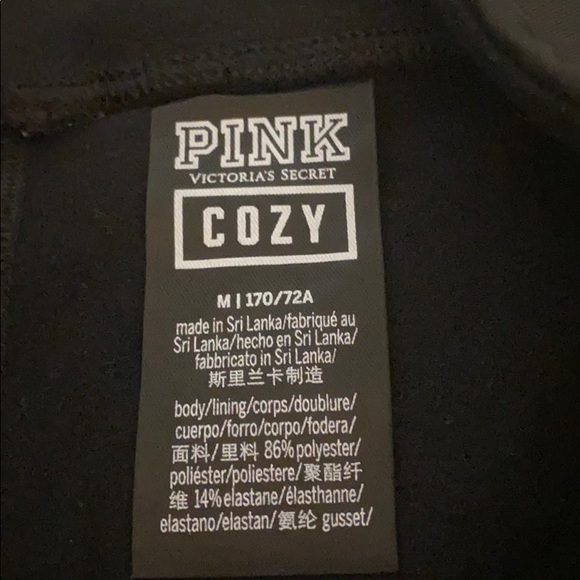 PINK
VICTORIA'S SECRET
COZY
M | 170/72A
made in Sri Lanka/fabriqué au
Sri Lanka/hecho en Sri Lanka/
fabbricato in Sri Lanka/
斯里兰卡制造
body/lining/corps/doublure/
cuerpo/forro/corpo/fodera/
面料/里料 86% polyester/
poliéster/poliestere/聚酯纤
维 14% elastane/élasthanne/
elastano/elastan/氨纶 gusset/